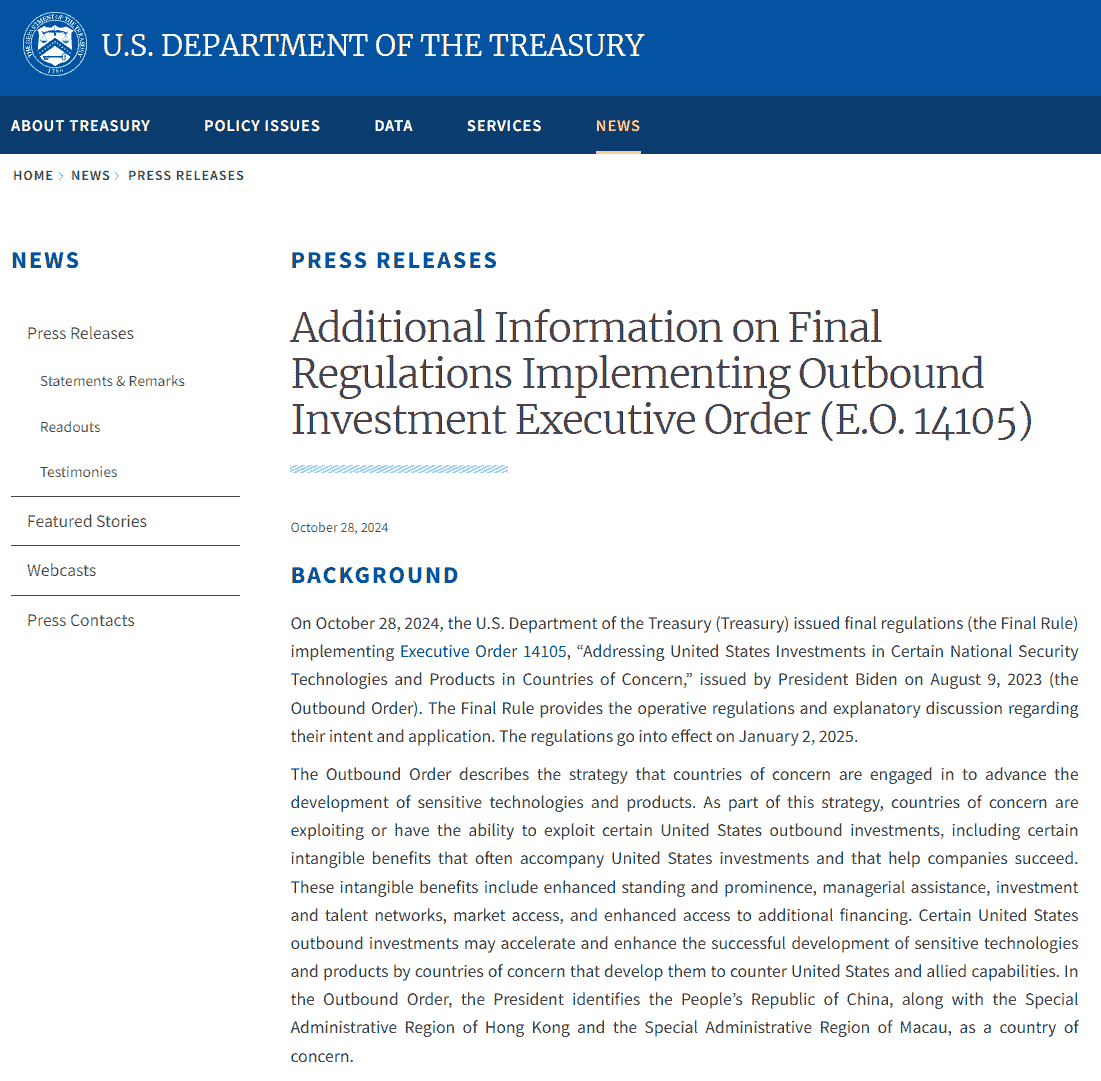 U.S. DEPARTMENT OF THE TREASURY
ABOUT TREASURY POLICY ISSUES DATA SERVICES NEWS
HOME > NEWS > PRESS RELEASES
NEWS
Press Releases
Statements & Remarks
Readouts
Testimonies
Featured Stories
Webcasts
Press Contacts
PRESS RELEASES
Additional Information on Final
Regulations Implementing Outbound
Investment Executive Order (E.O. 14105)
October 28, 2024
BACKGROUND
On October 28, 2024, the U.S. Department of the Treasury (Treasury) issued final regulations (the Final Rule)
implementing Executive Order 14105, “Addressing United States Investments in Certain National Security
Technologies and Products in Countries of Concern,” issued by President Biden on August 9, 2023 (the
Outbound Order). The Final Rule provides the operative regulations and explanatory discussion regarding
their intent and application. The regulations go into effect on January 2, 2025.
The Outbound Order describes the strategy that countries of concern are engaged in to advance the
development of sensitive technologies and products. As part of this strategy, countries of concern are
exploiting or have the ability to exploit certain United States outbound investments, including certain
intangible benefits that often accompany United States investments and that help companies succeed.
These intangible benefits include enhanced standing and prominence, managerial assistance, investment
and talent networks, market access, and enhanced access to additional financing. Certain United States
outbound investments may accelerate and enhance the successful development of sensitive technologies
and products by countries of concern that develop them to counter United States and allied capabilities. In
the Outbound Order, the President identifies the People’s Republic of China, along with the Special
Administrative Region of Hong Kong and the Special Administrative Region of Macau, as a country of
concern.